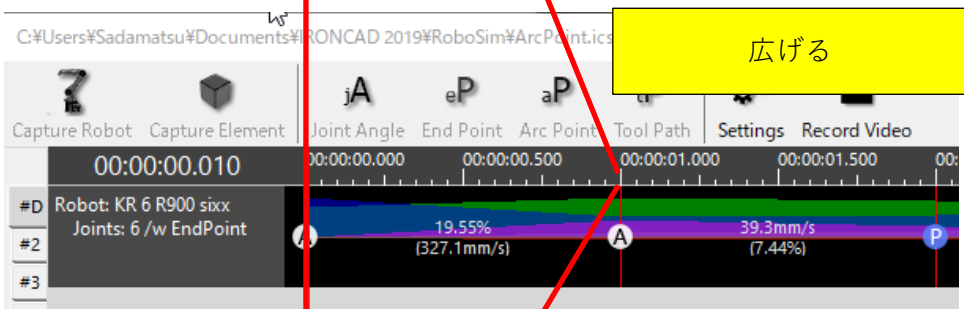 C:¥Users¥Sadamatsu¥Documents¥IRONCAD 2019¥RoboSim¥ArcPoint.ics
広げる
jA eP aP
Capture Robot Capture Element Joint Angle End Point Arc Point Tool Path Settings Record Video
00:00:00.010 00:00:00.000 00:00:00.500 00:00:01.000 00:00:01.500 00:
#D Robot: KR 6 R900 sixx
Joints: 6 /w EndPoint
19.55% 39.3mm/s
A A P
#2 (327.1mm/s) (7.44%)
#3